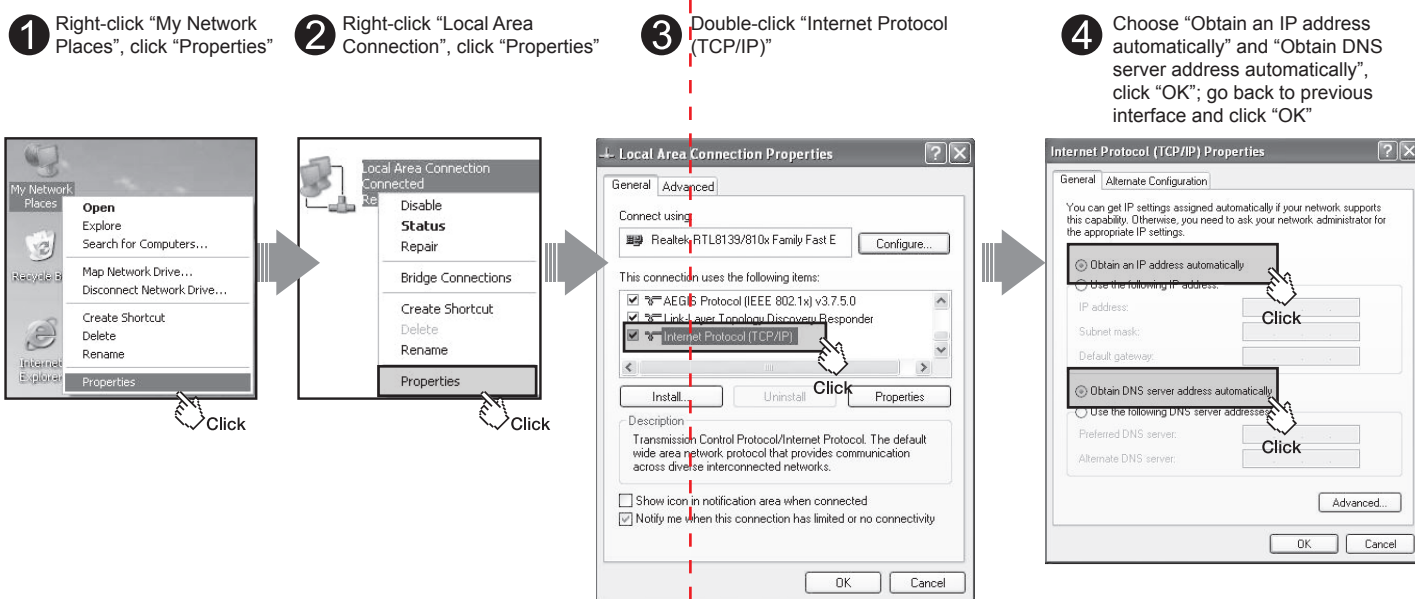 1 Right-click “My Network
Places”, click “Properties”
2 Right-click “Local Area
Connection”, click “Properties”
3 Double-click “Internet Protocol
(TCP/IP)”
4 Choose “Obtain an IP address
automatically” and “Obtain DNS
server address automatically”,
click “OK”; go back to previous
interface and click “OK”
My Network
Places
Open
Explore
Search for Computers...
Map Network Drive...
Disconnect Network Drive...
Create Shortcut
Delete
Rename
Properties
Recycle B
Internet
Explorer
Click
Local Area Connection
Connected
Re
Disable
Status
Repair
Bridge Connections
Create Shortcut
Delete
Rename
Properties
Click
Local Area Connection Properties
General Advanced
Connect using
Realtek RTL8139/810x Family Fast E
Configure...
This connection uses the following items:
AEGIS Protocol (IEEE 802.1x) v3.7.5.0
Link-Layer Topology Discovery Responder
Internet Protocol (TCP/IP)
Click
Install... Uninstall Properties
Description
Transmission Control Protocol/Internet Protocol. The default
wide area network protocol that provides communication
across diverse interconnected networks.
Show icon in notification area when connected
Notify me when this connection has limited or no connectivity
OK Cancel
Internet Protocol (TCP/IP) Properties
General Alternate Configuration
You can get IP settings assigned automatically if your network supports
this capability. Otherwise, you need to ask your network administrator for
the appropriate IP settings.
Obtain an IP address automatically
Use the following IP address:
IP address:
Click
Subnet mask:
Default gateway:
Obtain DNS server address automatically
Use the following DNS server addresses
Preferred DNS server:
Click
Alternate DNS server:
Advanced...
OK Cancel